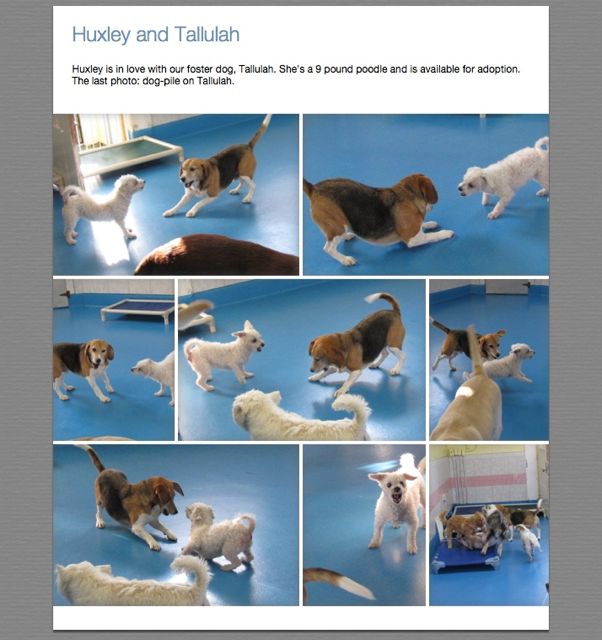 Huxley and Tallulah
Huxley is in love with our foster dog, Tallulah. She's a 9 pound poodle and is available for adoption.
The last photo: dog-pile on Tallulah.